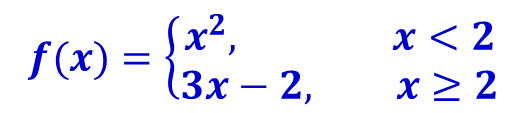 f(x) = { x², x < 2
3x − 2, x ≥ 2